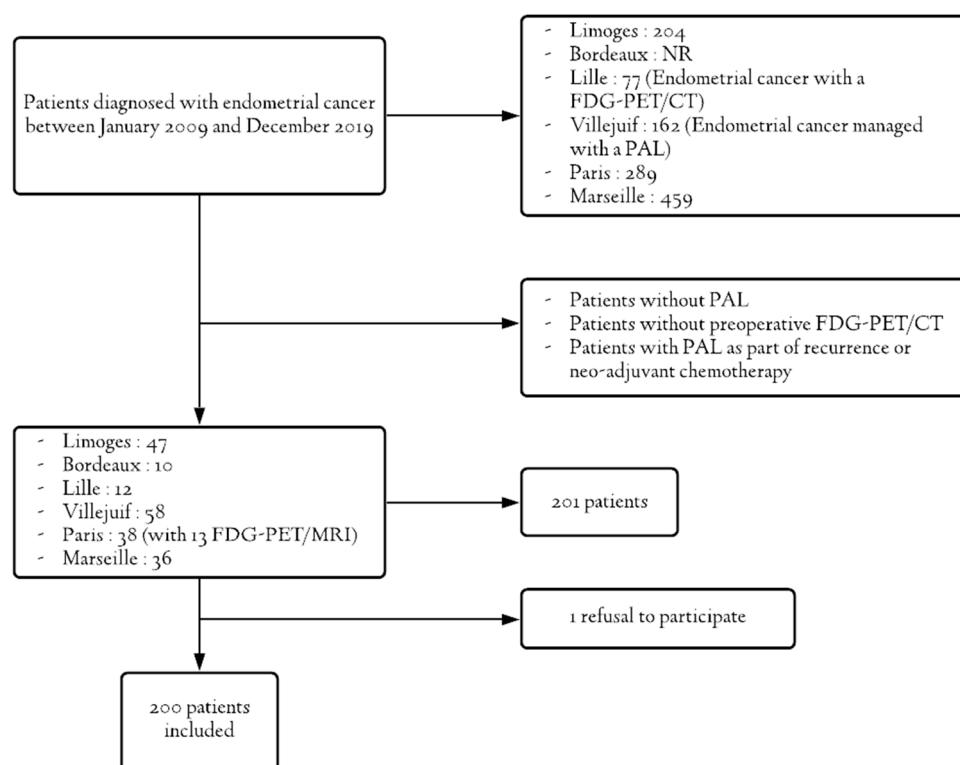 Patients diagnosed with endometrial cancer
between January 2009 and December 2019
- Limoges : 204
- Bordeaux : NR
- Lille : 77 (Endometrial cancer with a
FDG-PET/CT)
- Villejuif : 162 (Endometrial cancer managed
with a PAL)
- Paris : 289
- Marseille : 459
- Patients without PAL
- Patients without preoperative FDG-PET/CT
- Patients with PAL as part of recurrence or
neo-adjuvant chemotherapy
- Limoges : 47
- Bordeaux : 10
- Lille : 12
- Villejuif : 58
- Paris : 38 (with 13 FDG-PET/MRI)
- Marseille : 36
201 patients
1 refusal to participate
200 patients
included